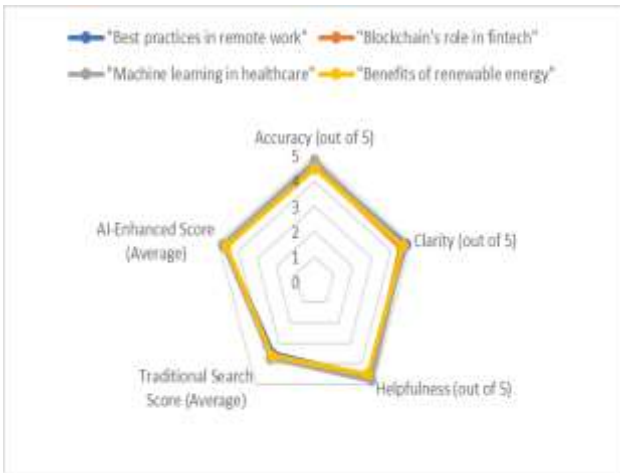 "Best practices in remote work" "Blockchain's role in fintech"
"Machine learning in healthcare" "Benefits of renewable energy"
Accuracy (out of 5)
5
4
3
2
1
0
AI-Enhanced Score
(Average)
Clarity (out of 5)
Traditional Search
Score (Average)
Helpfulness (out of 5)